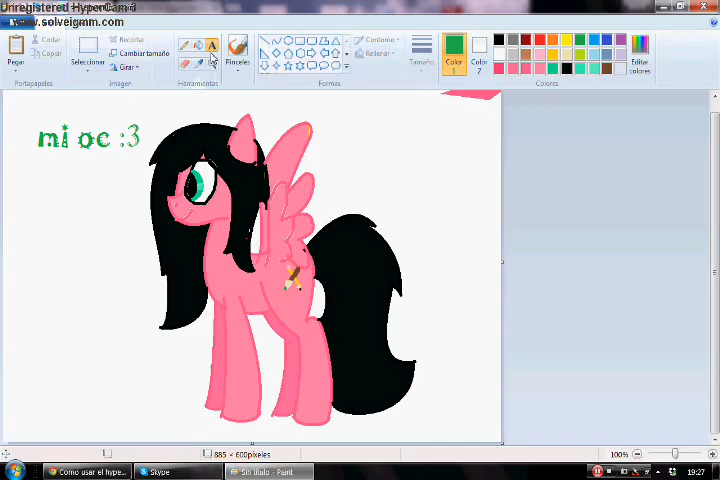 Unregistered HyperCam 3
www.solveigmm.com
Pegar
Cortar
Copiar
Portapapeles
Seleccionar
Recortar
Cambiar tamaño
Girar
Imagen
Herramientas
Pinceles
Contorno
Rellenar
Formas
Tamaño
Color 1
Color 2
Editar colores
Colores
mi oc :3
885 × 600píxeles
100%
Como usar el hype...
Skype
Sin título - Paint
19:27